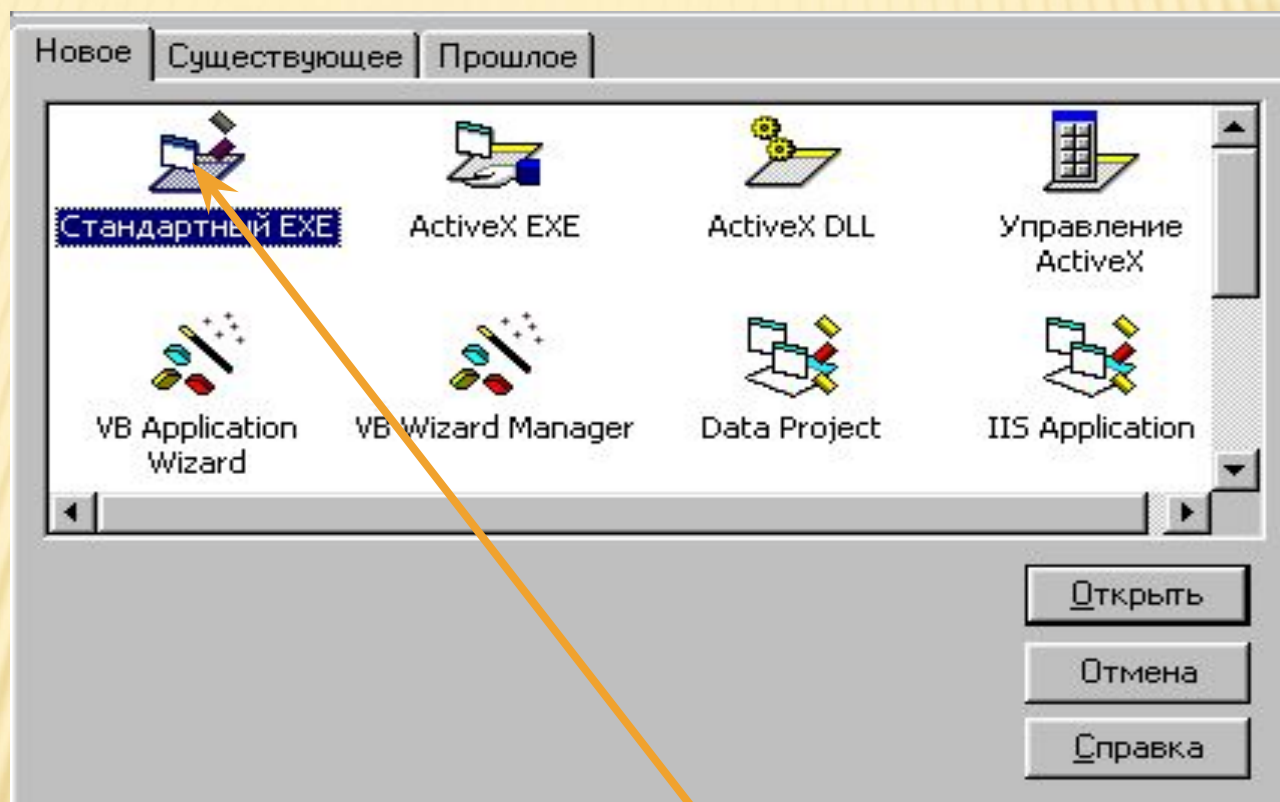 Новое Существующее Прошлое
Стандартный EXE ActiveX EXE ActiveX DLL Управление
ActiveX
VB Application VB Wizard Manager Data Project IIS Application
Wizard
Открыть
Отмена
Справка